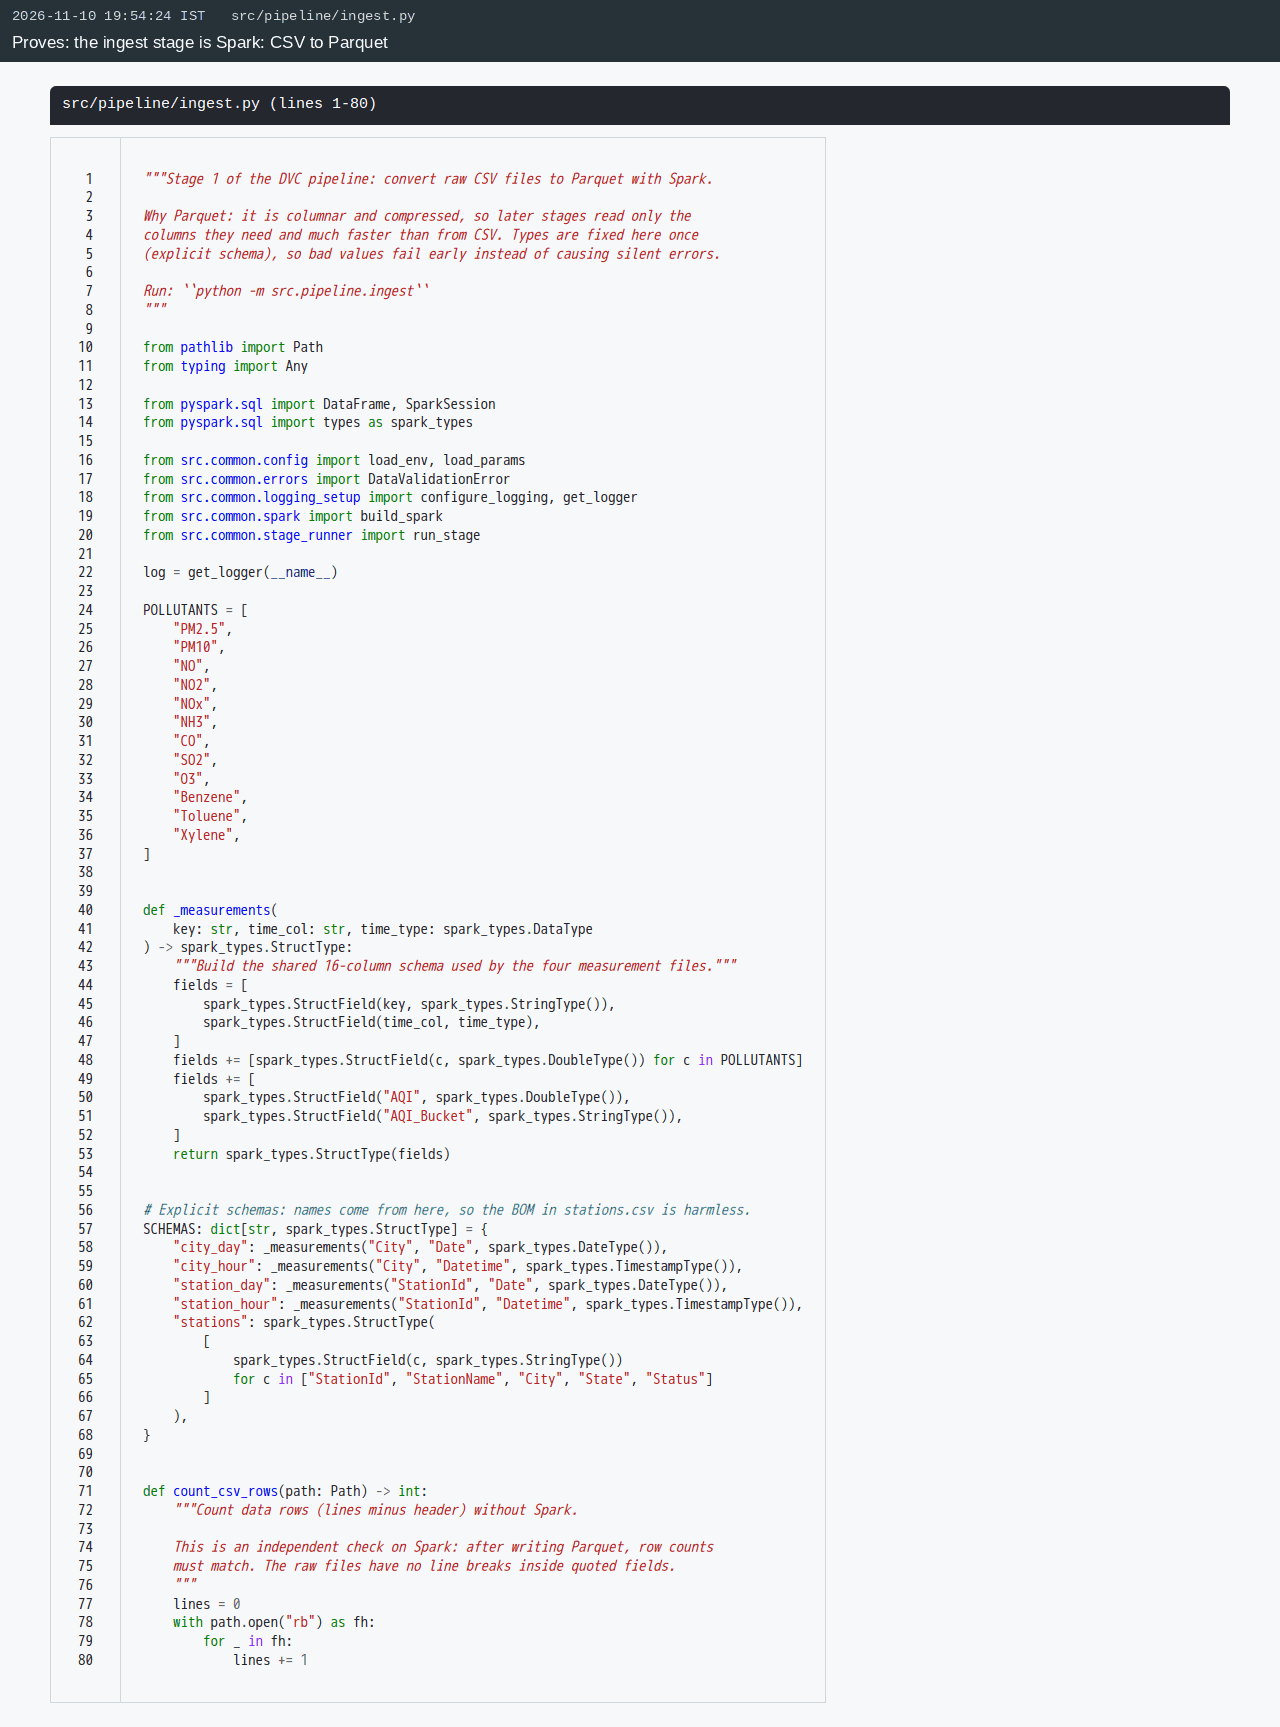 2026-11-10 19:54:24 IST src/pipeline/ingest.py
Proves: the ingest stage is Spark: CSV to Parquet
src/pipeline/ingest.py (lines 1-80)
1 """Stage 1 of the DVC pipeline: convert raw CSV files to Parquet with Spark.
2
3 Why Parquet: it is columnar and compressed, so later stages read only the
4 columns they need and much faster than from CSV. Types are fixed here once
5 (explicit schema), so bad values fail early instead of causing silent errors.
6
7 Run: ``python -m src.pipeline.ingest``
8 """
9
10 from pathlib import Path
11 from typing import Any
12
13 from pyspark.sql import DataFrame, SparkSession
14 from pyspark.sql import types as spark_types
15
16 from src.common.config import load_env, load_params
17 from src.common.errors import DataValidationError
18 from src.common.logging_setup import configure_logging, get_logger
19 from src.common.spark import build_spark
20 from src.common.stage_runner import run_stage
21
22 log = get_logger(__name__)
23
24 POLLUTANTS = [
25     "PM2.5",
26     "PM10",
27     "NO",
28     "NO2",
29     "NOx",
30     "NH3",
31     "CO",
32     "SO2",
33     "O3",
34     "Benzene",
35     "Toluene",
36     "Xylene",
37 ]
38
39
40 def _measurements(
41     key: str, time_col: str, time_type: spark_types.DataType
42 ) -> spark_types.StructType:
43     """Build the shared 16-column schema used by the four measurement files."""
44     fields = [
45         spark_types.StructField(key, spark_types.StringType()),
46         spark_types.StructField(time_col, time_type),
47     ]
48     fields += [spark_types.StructField(c, spark_types.DoubleType()) for c in POLLUTANTS]
49     fields += [
50         spark_types.StructField("AQI", spark_types.DoubleType()),
51         spark_types.StructField("AQI_Bucket", spark_types.StringType()),
52     ]
53     return spark_types.StructType(fields)
54
55
56 # Explicit schemas: names come from here, so the BOM in stations.csv is harmless.
57 SCHEMAS: dict[str, spark_types.StructType] = {
58     "city_day": _measurements("City", "Date", spark_types.DateType()),
59     "city_hour": _measurements("City", "Datetime", spark_types.TimestampType()),
60     "station_day": _measurements("StationId", "Date", spark_types.DateType()),
61     "station_hour": _measurements("StationId", "Datetime", spark_types.TimestampType()),
62     "stations": spark_types.StructType(
63         [
64             spark_types.StructField(c, spark_types.StringType())
65             for c in ["StationId", "StationName", "City", "State", "Status"]
66         ]
67     ),
68 }
69
70
71 def count_csv_rows(path: Path) -> int:
72     """Count data rows (lines minus header) without Spark.
73
74     This is an independent check on Spark: after writing Parquet, row counts
75     must match. The raw files have no line breaks inside quoted fields.
76     """
77     lines = 0
78     with path.open("rb") as fh:
79         for _ in fh:
80             lines += 1